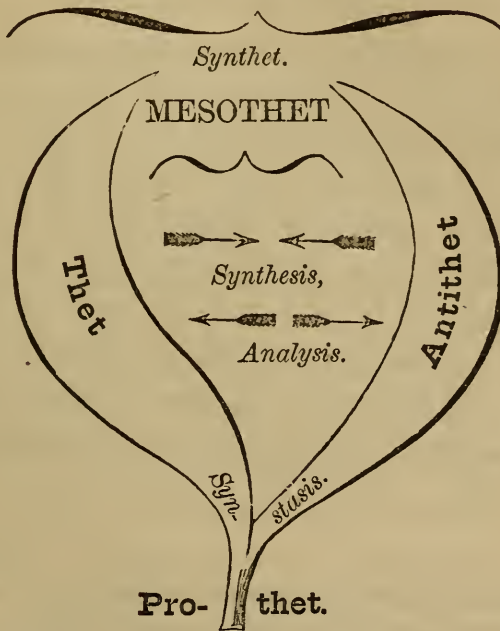 Synthet.
MESOTHET
Thet
Antithet
Synthesis,
Analysis.
Syn-
stasis.
Pro- thet.